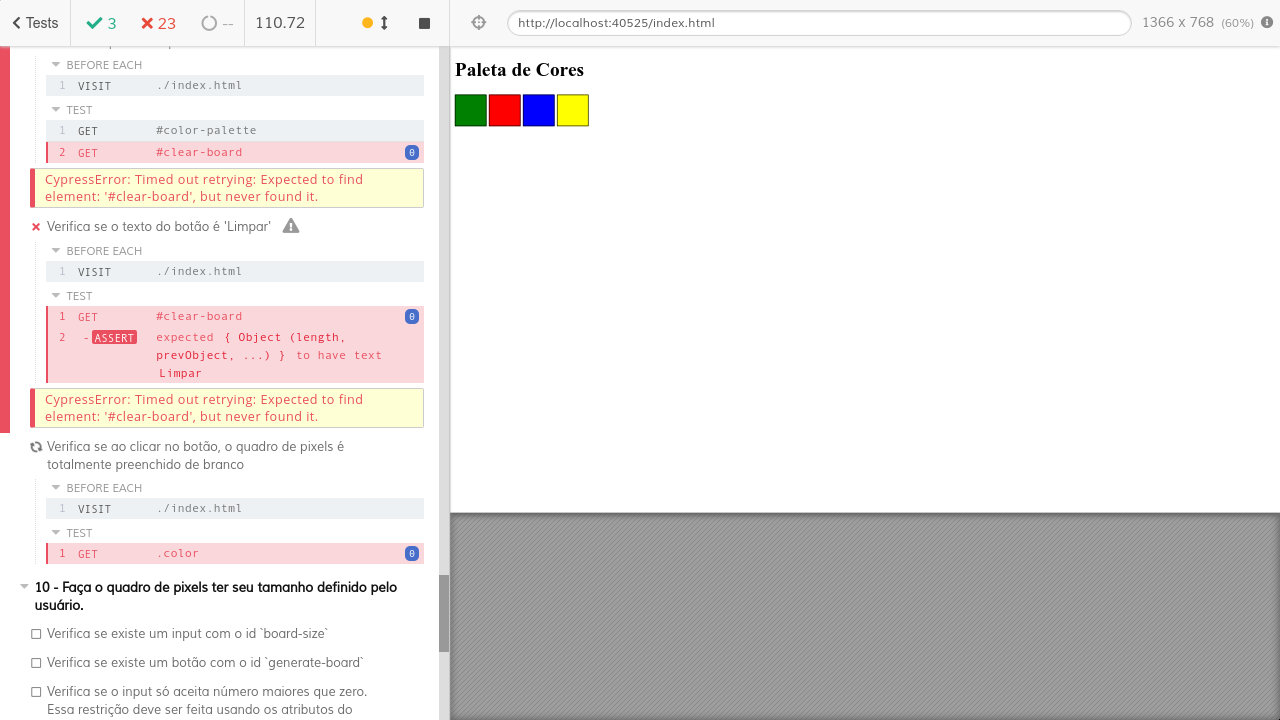 Tests
3
23
--
110.72
http://localhost:40525/index.html
1366 x 768 (60%)
BEFORE EACH
1 VISIT ./index.html
TEST
1 GET #color-palette
2 GET #clear-board 0
CypressError: Timed out retrying: Expected to find
element: '#clear-board', but never found it.
Verifica se o texto do botão é 'Limpar'
BEFORE EACH
1 VISIT ./index.html
TEST
1 GET #clear-board 0
2 -ASSERT expected { Object (length,
prevObject, ...) } to have text
Limpar
CypressError: Timed out retrying: Expected to find
element: '#clear-board', but never found it.
Verifica se ao clicar no botão, o quadro de pixels é
totalmente preenchido de branco
BEFORE EACH
1 VISIT ./index.html
TEST
1 GET .color 0
10 - Faça o quadro de pixels ter seu tamanho definido pelo
usuário.
Verifica se existe um input com o id `board-size`
Verifica se existe um botão com o id `generate-board`
Verifica se o input só aceita número maiores que zero.
Essa restrição deve ser feita usando os atributos do
Paleta de Cores